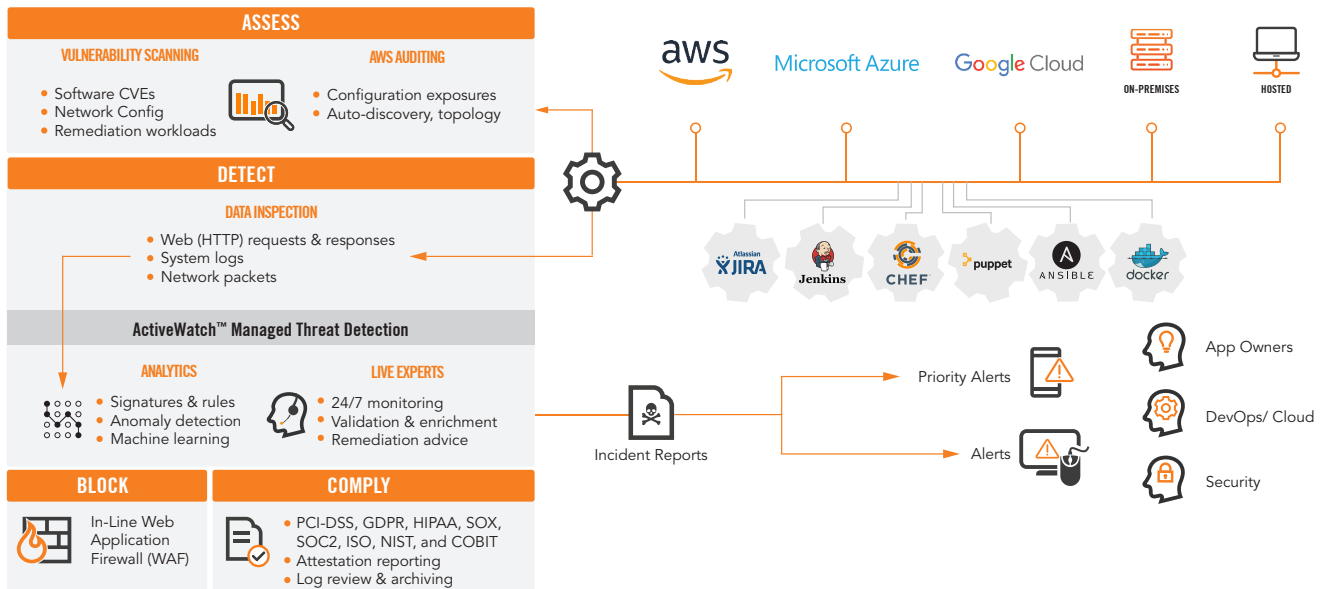 ASSESS
VULNERABILITY SCANNING
• Software CVEs
• Network Config
• Remediation workloads
AWS AUDITING
• Configuration exposures
• Auto-discovery, topology
DETECT
DATA INSPECTION
• Web (HTTP) requests & responses
• System logs
• Network packets
ActiveWatch™ Managed Threat Detection
ANALYTICS
• Signatures & rules
• Anomaly detection
• Machine learning
LIVE EXPERTS
• 24/7 monitoring
• Validation & enrichment
• Remediation advice
BLOCK
In-Line Web
Application
Firewall (WAF)
COMPLY
• PCI-DSS, GDPR, HIPAA, SOX,
SOC2, ISO, NIST, and COBIT
• Attestation reporting
• Log review & archiving
aws
Microsoft Azure
Google Cloud
ON-PREMISES
HOSTED
Atlassian
JIRA
Jenkins
CHEF
puppet
A
ANSIBLE
docker
Incident Reports
Priority Alerts
Alerts
App Owners
DevOps/ Cloud
Security